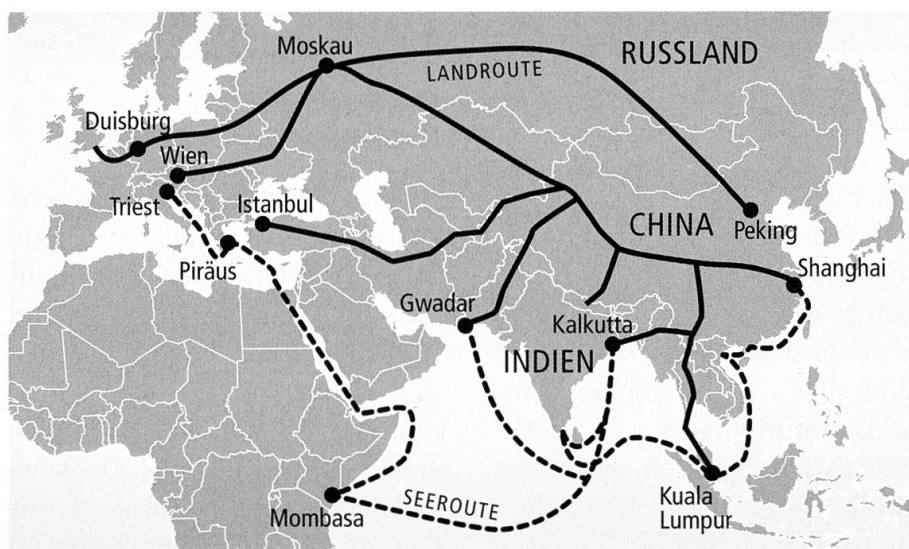 Moskau
RUSSLAND
LANDROUTE
Duisburg
Wien
Triest
Istanbul
CHINA
Peking
Piräus
Shanghai
Gwadar
Kalkutta
INDIEN
SEEROUTE
Mombasa
Kuala
Lumpur